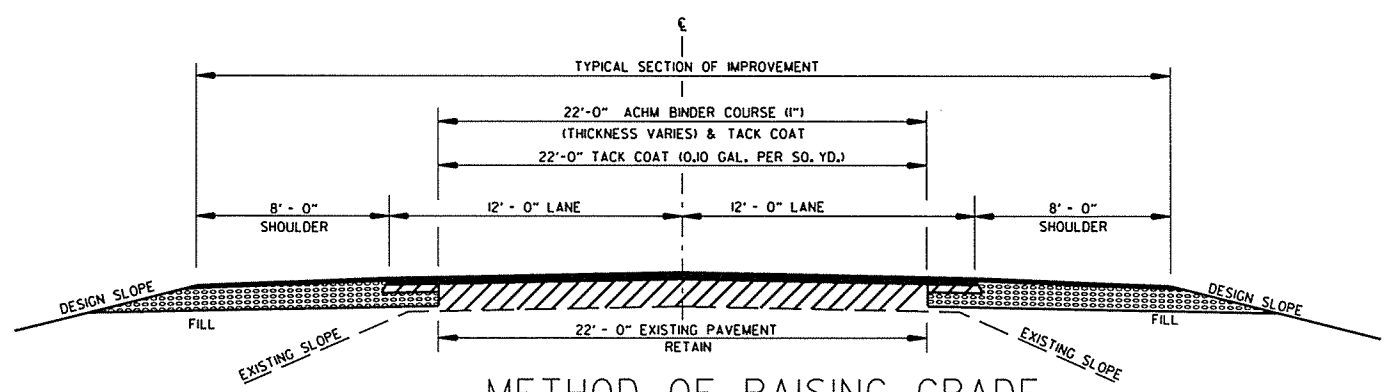 ℄
TYPICAL SECTION OF IMPROVEMENT
22'-0" ACHM BINDER COURSE (1")
(THICKNESS VARIES) & TACK COAT
22'-0" TACK COAT (0.10 GAL. PER SQ. YD.)
8' - 0"
SHOULDER
12' - 0" LANE
12' - 0" LANE
8' - 0"
SHOULDER
DESIGN SLOPE
DESIGN SLOPE
FILL
FILL
EXISTING SLOPE
22' - 0" EXISTING PAVEMENT
RETAIN
EXISTING SLOPE
METHOD OF RAISING GRADE